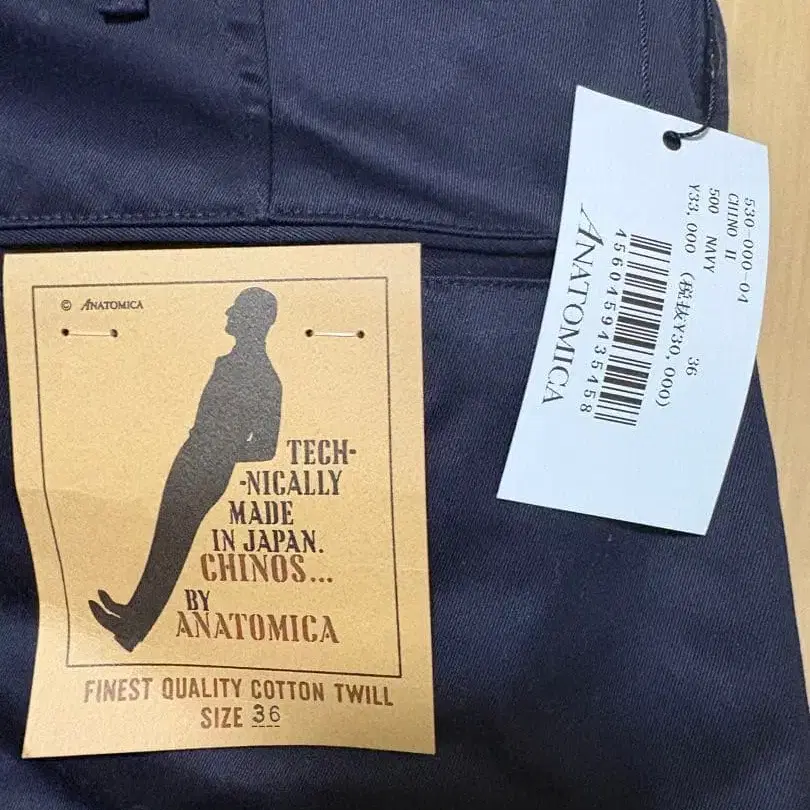 © ANATOMICA
TECH-
-NICALLY
MADE
IN JAPAN.
CHINOS...
BY
ANATOMICA
FINEST QUALITY COTTON TWILL
SIZE 36
530-000-04
CHINO II
500 NAVY 36
¥33,000 (税抜¥30,000)
4560459435458
ANATOMICA